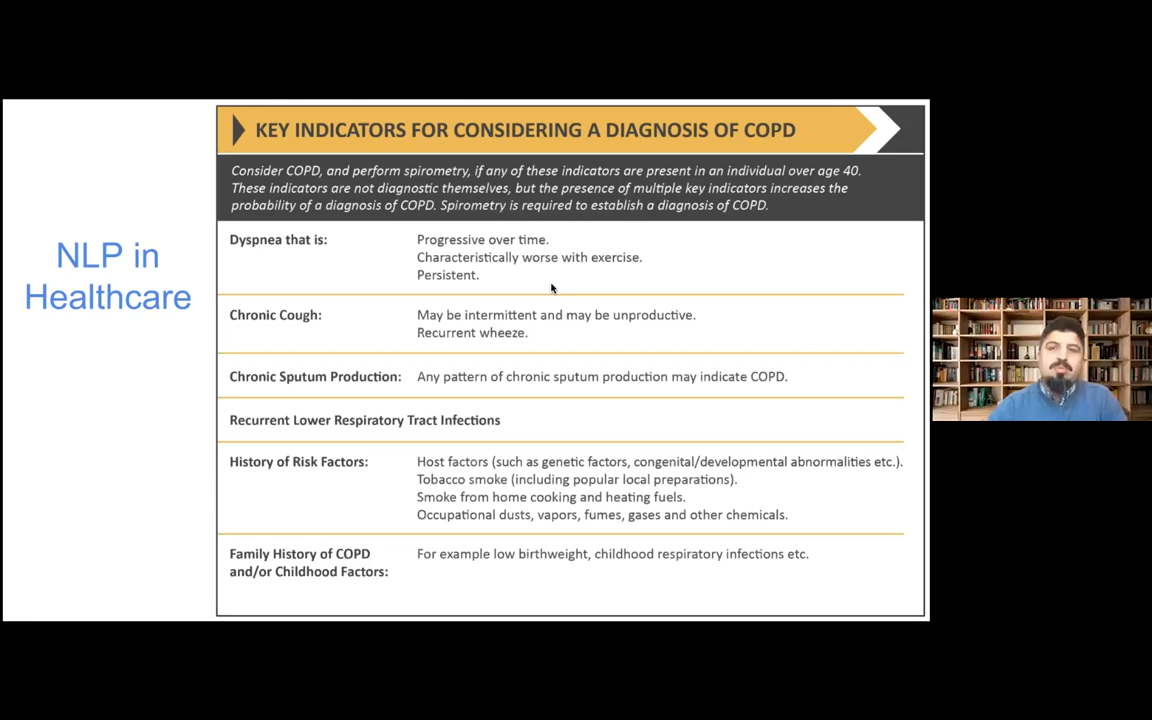 NLP in
Healthcare
KEY INDICATORS FOR CONSIDERING A DIAGNOSIS OF COPD
Consider COPD, and perform spirometry, if any of these indicators are present in an individual over age 40.
These indicators are not diagnostic themselves, but the presence of multiple key indicators increases the
probability of a diagnosis of COPD. Spirometry is required to establish a diagnosis of COPD.
Dyspnea that is:
Progressive over time.
Characteristically worse with exercise.
Persistent.
Chronic Cough:
May be intermittent and may be unproductive.
Recurrent wheeze.
Chronic Sputum Production:
Any pattern of chronic sputum production may indicate COPD.
Recurrent Lower Respiratory Tract Infections
History of Risk Factors:
Host factors (such as genetic factors, congenital/developmental abnormalities etc.).
Tobacco smoke (including popular local preparations).
Smoke from home cooking and heating fuels.
Occupational dusts, vapors, fumes, gases and other chemicals.
Family History of COPD
and/or Childhood Factors:
For example low birthweight, childhood respiratory infections etc.